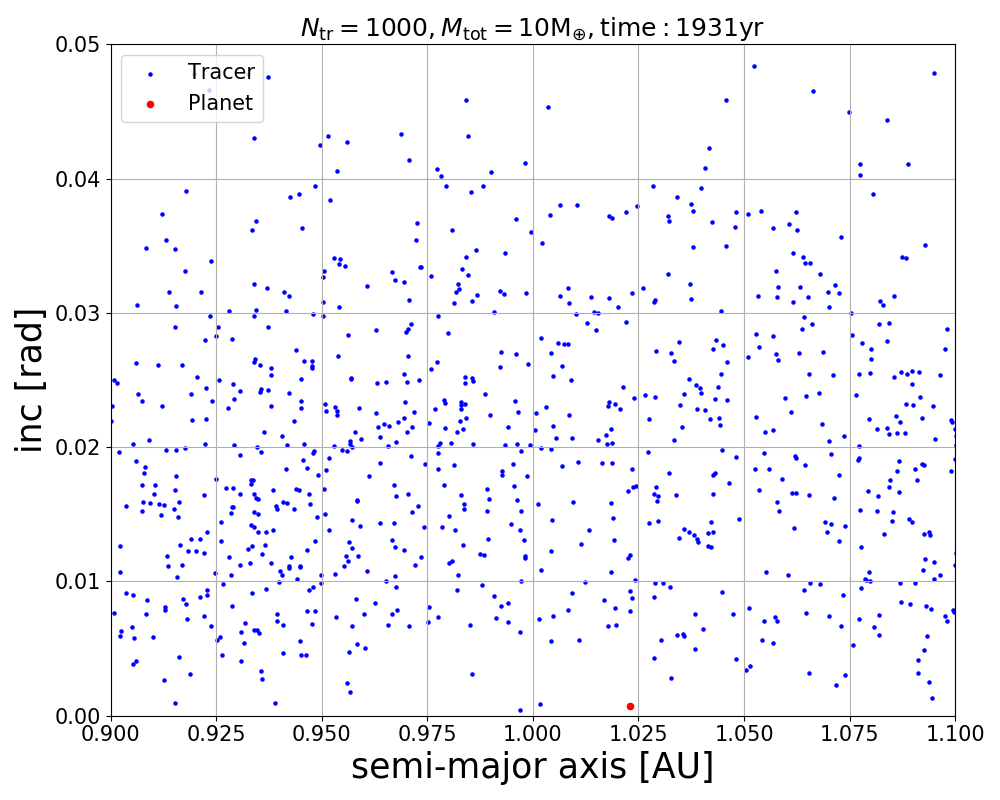 N_tr = 1000, M_tot = 10M_⊕, time : 1931yr
Tracer
Planet
0.05
0.04
0.03
0.02
0.01
0.00
inc [rad]
0.900 0.925 0.950 0.975 1.000 1.025 1.050 1.075 1.100
semi-major axis [AU]